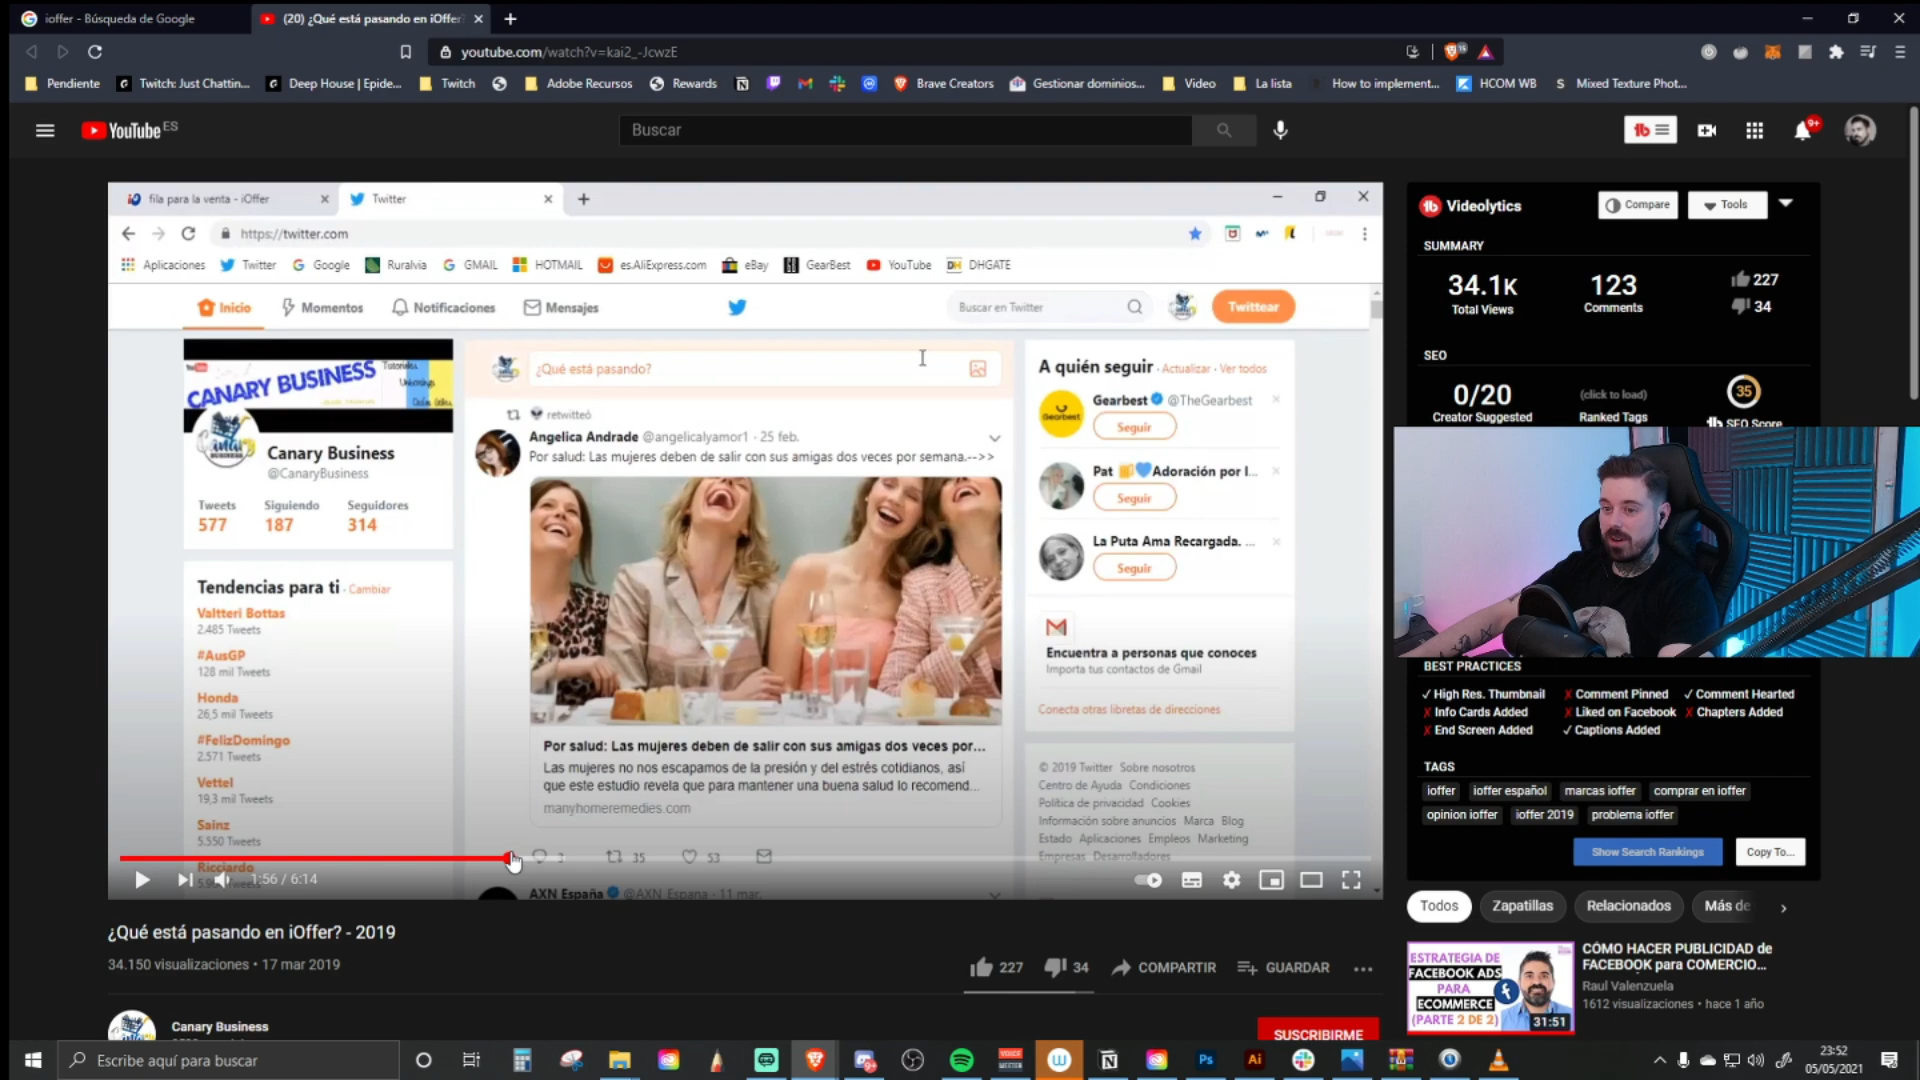 ioffer - Búsqueda de Google
(20) ¿Qué está pasando en iOffer?
youtube.com/watch?v=kai2_-JcwzE
Pendiente
Twitch: Just Chattin...
Deep House | Epide...
Twitch
Adobe Recursos
Rewards
Brave Creators
Gestionar dominios...
Video
La lista
How to implement...
HCOM WB
Mixed Texture Phot...
YouTube ES
Buscar
9+
fila para la venta - iOffer
Twitter
https://twitter.com
Aplicaciones
Twitter
Google
Ruralvia
GMAIL
HOTMAIL
es.AliExpress.com
eBay
GearBest
YouTube
DHGATE
Inicio
Momentos
Notificaciones
Mensajes
Buscar en Twitter
Twittear
CANARY BUSINESS
Canary Business
@CanaryBusiness
Tweets Siguiendo Seguidores
577 187 314
Tendencias para ti · Cambiar
Valtteri Bottas
2.485 Tweets
#AusGP
128 mil Tweets
Honda
26,5 mil Tweets
#FelizDomingo
2.571 Tweets
Vettel
19,3 mil Tweets
Sainz
5.550 Tweets
Ricciardo
¿Qué está pasando?
retwitteó
Angelica Andrade @angelicalyamor1 · 25 feb.
Por salud: Las mujeres deben de salir con sus amigas dos veces por semana.-->>
Por salud: Las mujeres deben de salir con sus amigas dos veces por...
Las mujeres no nos escapamos de la presión y del estrés cotidianos, así
que este estudio revela que para mantener una buena salud lo recomend...
manyhomeremedies.com
3 35 53
AXN España @AXN_Espana · 11 mar.
A quién seguir · Actualizar · Ver todos
Gearbest @TheGearbest
Seguir
Pat Adoración por l...
Seguir
La Puta Ama Recargada. ...
Seguir
Encuentra a personas que conoces
Importa tus contactos de Gmail
Conecta otras libretas de direcciones
© 2019 Twitter Sobre nosotros
Centro de Ayuda Condiciones
Política de privacidad Cookies
Información sobre anuncios Marca Blog
Estado Aplicaciones Empleos Marketing
Empresas Desarrolladores
1:56 / 6:14
¿Qué está pasando en iOffer? - 2019
34.150 visualizaciones • 17 mar 2019
227
34
COMPARTIR
GUARDAR
Canary Business
SUSCRIBIRME
Videolytics
Compare
Tools
SUMMARY
34.1K
Total Views
123
Comments
227
34
SEO
0/20
Creator Suggested
(click to load)
Ranked Tags
35
SEO Score
BEST PRACTICES
✓ High Res. Thumbnail
✗ Comment Pinned
✓ Comment Hearted
✗ Info Cards Added
✗ Liked on Facebook
✗ Chapters Added
✗ End Screen Added
✓ Captions Added
TAGS
ioffer
ioffer español
marcas ioffer
comprar en ioffer
opinion ioffer
ioffer 2019
problema ioffer
Show Search Rankings
Copy To...
Todos
Zapatillas
Relacionados
Más de
ESTRATEGIA DE
FACEBOOK ADS
PARA
ECOMMERCE
(PARTE 2 DE 2)
31:51
CÓMO HACER PUBLICIDAD de
FACEBOOK para COMERCIO...
Raul Valenzuela
1612 visualizaciones • hace 1 año
Escribe aquí para buscar
23:52
05/05/2021